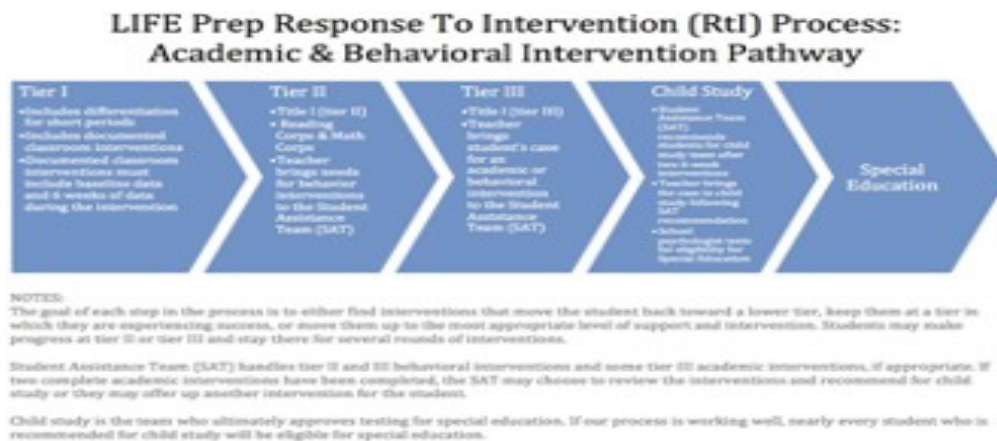 LIFE Prep Response To Intervention (RtI) Process:
Academic & Behavioral Intervention Pathway
Tier I
•Includes differentiation
for short periods
•Includes documented
classroom interventions
•Documented classroom
interventions must
include baseline data
and 6 weeks of data
during the intervention
Tier II
•Title I (tier II)
• Reading
Corps & Math
Corps
•Teacher
brings needs
for behavior
interventions
to the Student
Assistance
Team (SAT)
Tier III
•Title I (tier III)
•Teacher
brings
student's case
for an
academic or
behavioral
intervention
to the Student
Assistance
Team (SAT)
Child Study
•Student
Assistance Team
(SAT)
recommends
students for child
study team after
two 6-week
interventions
•Teacher brings
the case to child
study following
SAT
recommendation
•School
psychologist tests
for eligibility for
Special Education
Special
Education
NOTES:
The goal of each step in the process is to either find interventions that move the student back toward a lower tier, keep them at a tier in
which they are experiencing success, or move them up to the most appropriate level of support and intervention. Students may make
progress at tier II or tier III and stay there for several rounds of interventions.
Student Assistance Team (SAT) handles tier II and III behavioral interventions and some tier III academic interventions, if appropriate. If
two complete academic interventions have been completed, the SAT may choose to review the interventions and recommend for child
study or they may offer up another intervention for the student.
Child study is the team who ultimately approves testing for special education. If our process is working well, nearly every student who is
recommended for child study will be eligible for special education.